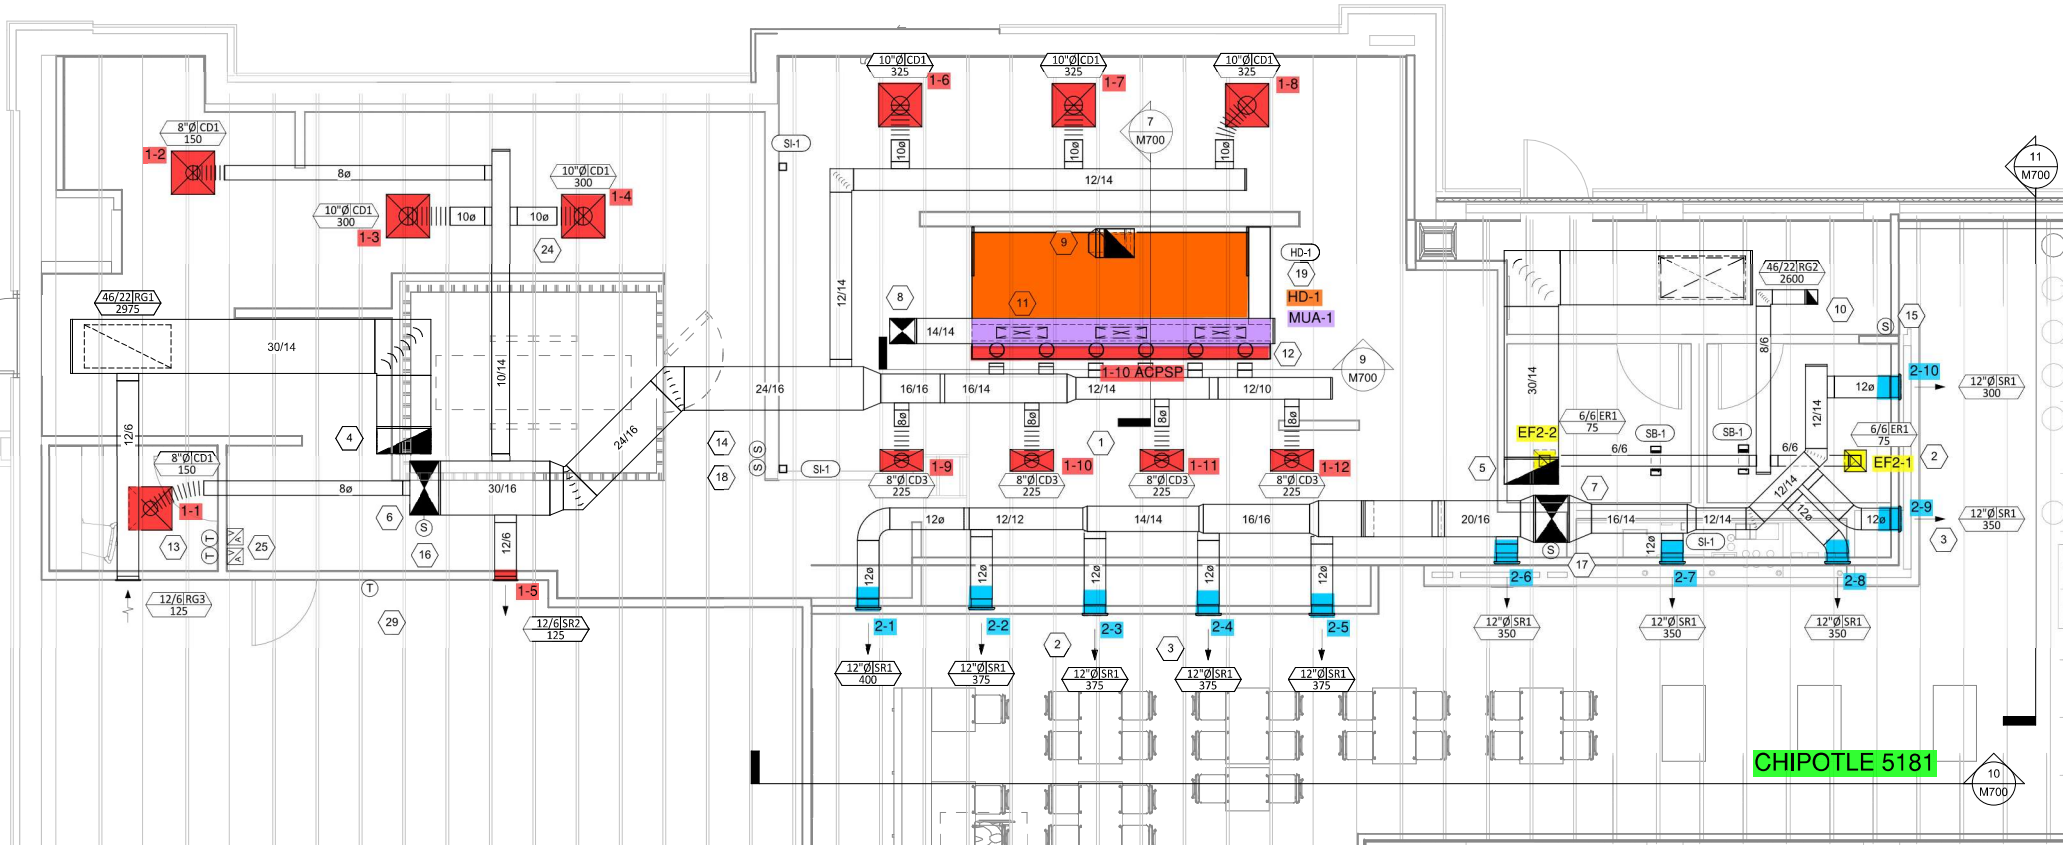 10"Ø CD1
325
1-6
10"Ø CD1
325
1-7
10"Ø CD1
325
1-8
7
M700
11
M700
8"Ø CD1
150
1-2
SI-1
10ø
10ø
10ø
8ø
12/14
10"Ø CD1
300
1-4
10"Ø CD1
300
1-3
10ø
10ø
24
9
HD-1
19
HD-1
MUA-1
46/22 RG1
2975
30/14
12/14
8
11
14/14
12
46/22 RG2
2600
10
15
S
8/6
10/14
9
M700
1-10 ACPSP
24/16
16/16
16/14
12/14
12/10
30/14
12/14
12ø
2-10
12"Ø SR1
300
12/6
4
24/16
14
S
18
S
8ø
8ø
8ø
8ø
1
EF2-2
6/6 ER1
75
SB-1
SB-1
6/6 ER1
75
6/6
6/6
EF2-1
2
5
8"Ø CD1
150
SI-1
1-9
1-10
1-11
1-12
8"Ø CD3
225
8"Ø CD3
225
8"Ø CD3
225
8"Ø CD3
225
8ø
30/16
7
12/14
1-1
6
S
12ø
12/12
14/14
16/16
20/16
16/14
12/14
12ø
12ø
2-9
12"Ø SR1
350
3
13
T
T
A V
A V
25
16
12/6
12ø
SI-1
S
17
12ø
12ø
12ø
12ø
12ø
2-6
2-7
2-8
T
1-5
12/6 RG3
125
29
12/6 SR2
125
2-1
2-2
2-3
2-4
2-5
12"Ø SR1
350
12"Ø SR1
350
12"Ø SR1
350
2
3
12"Ø SR1
400
12"Ø SR1
375
12"Ø SR1
375
12"Ø SR1
375
12"Ø SR1
375
CHIPOTLE 5181
10
M700